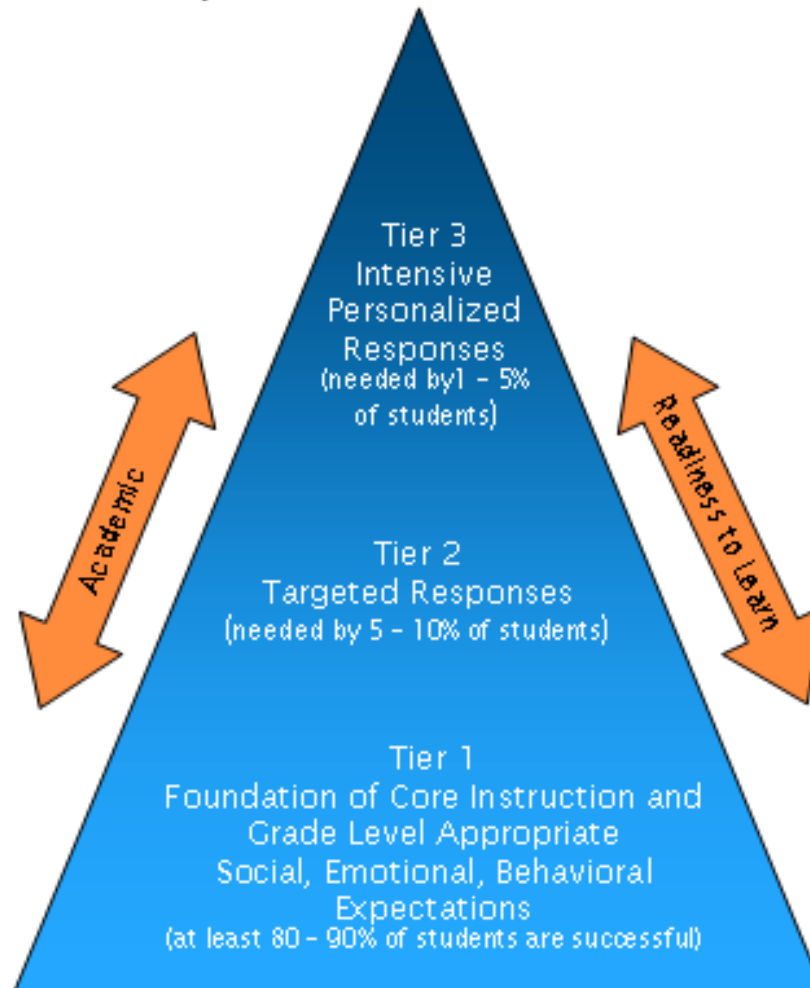 Tier 3
Intensive
Personalized
Responses
(needed by1 – 5%
of students)
Academic
Readiness to Learn
Tier 2
Targeted Responses
(needed by 5 – 10% of students)
Tier 1
Foundation of Core Instruction and
Grade Level Appropriate
Social, Emotional, Behavioral
Expectations
(at least 80 – 90% of students are successful)